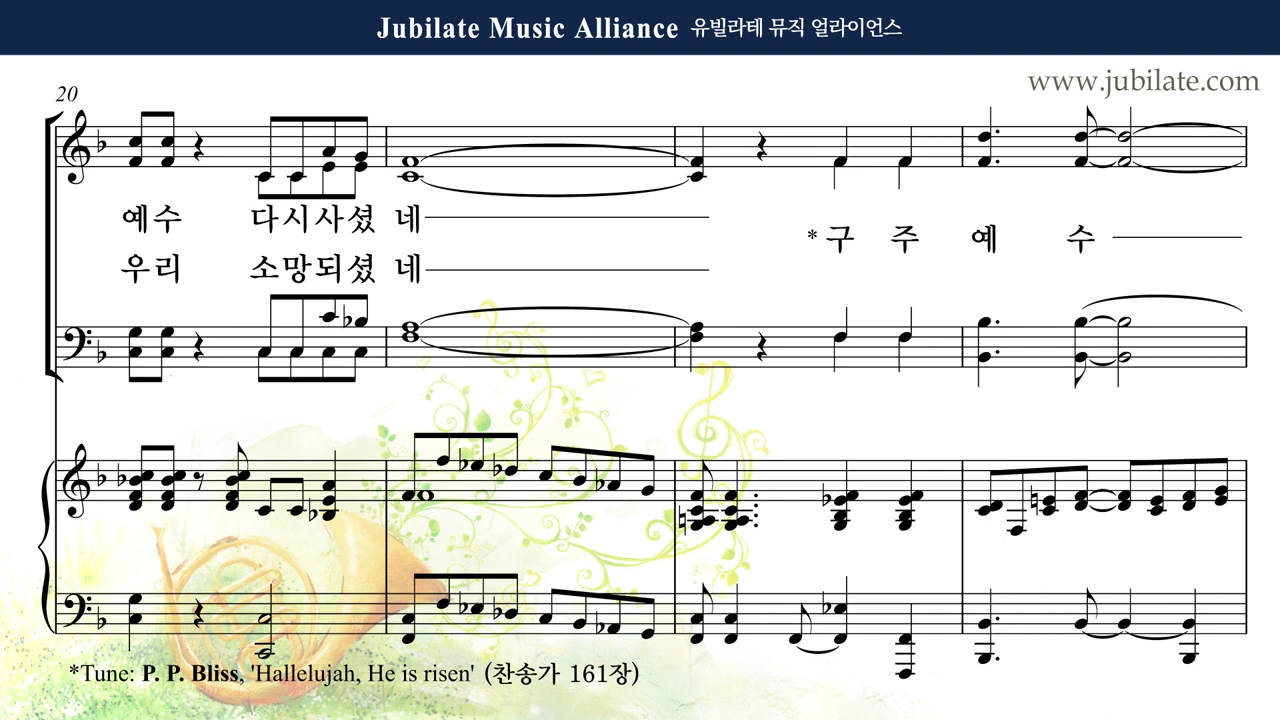 Jubilate Music Alliance 유빌라테 뮤직 얼라이언스
www.jubilate.com
20
예수 다시사셨 네
*구 주 예 수
우리 소망되셨 네
*Tune: P. P. Bliss, 'Hallelujah, He is risen' (찬송가 161장)